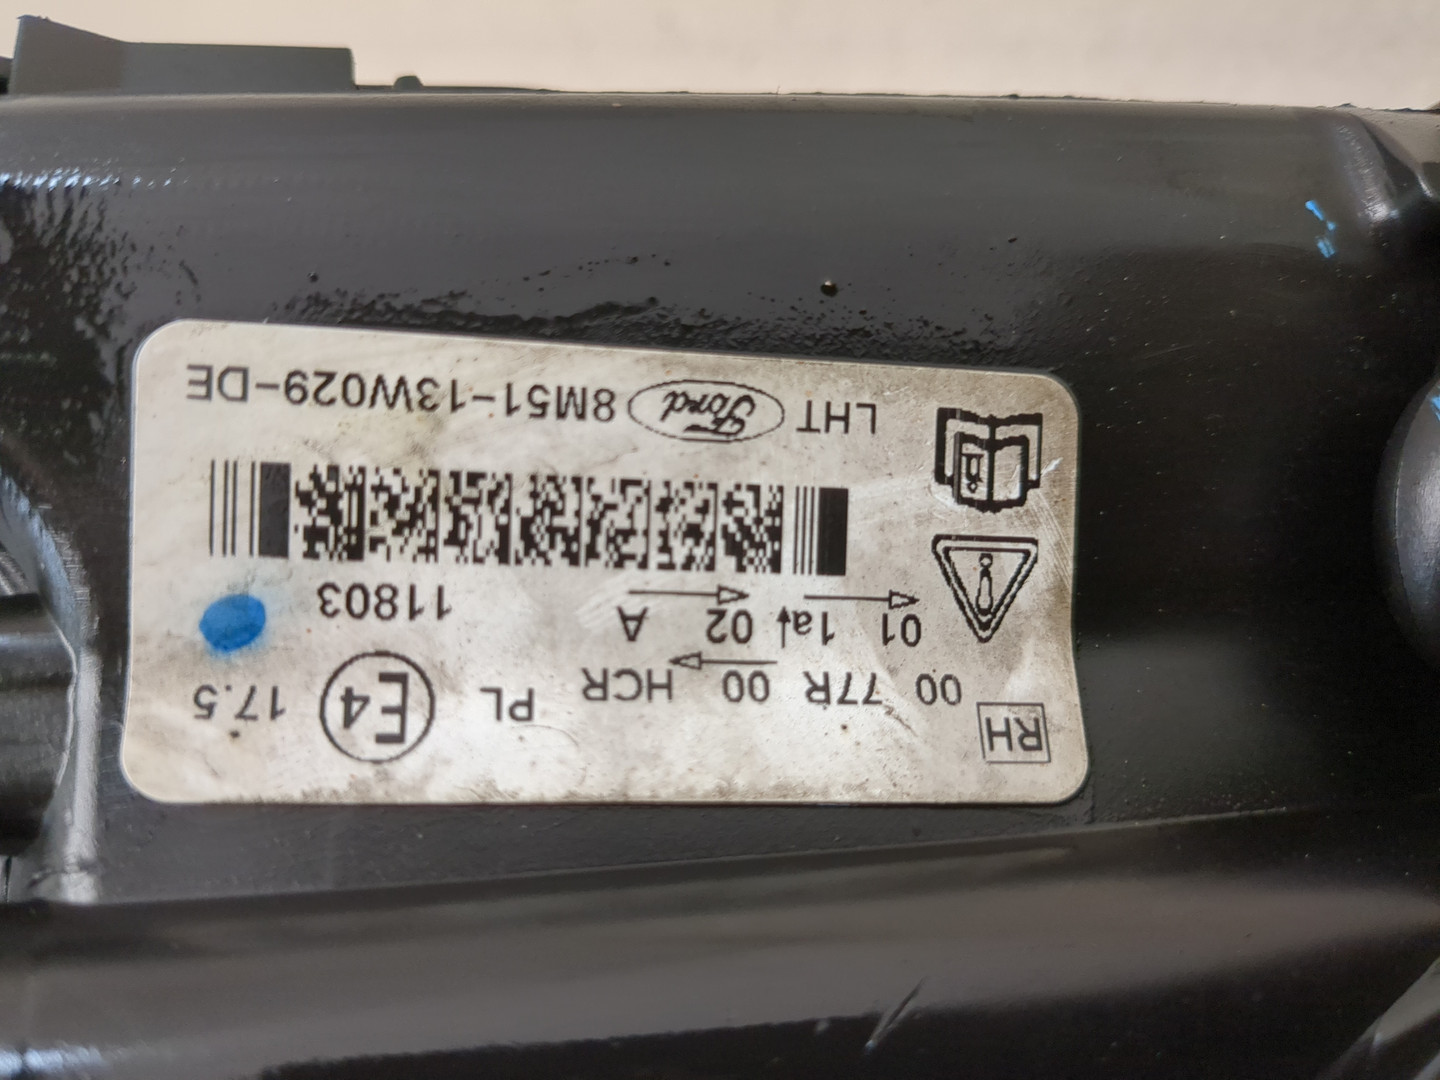 RH 00 77R 00 HCR PL E4 17.5
01 1a 02 A 11803
LHT Ford 8M51-13W029-DE